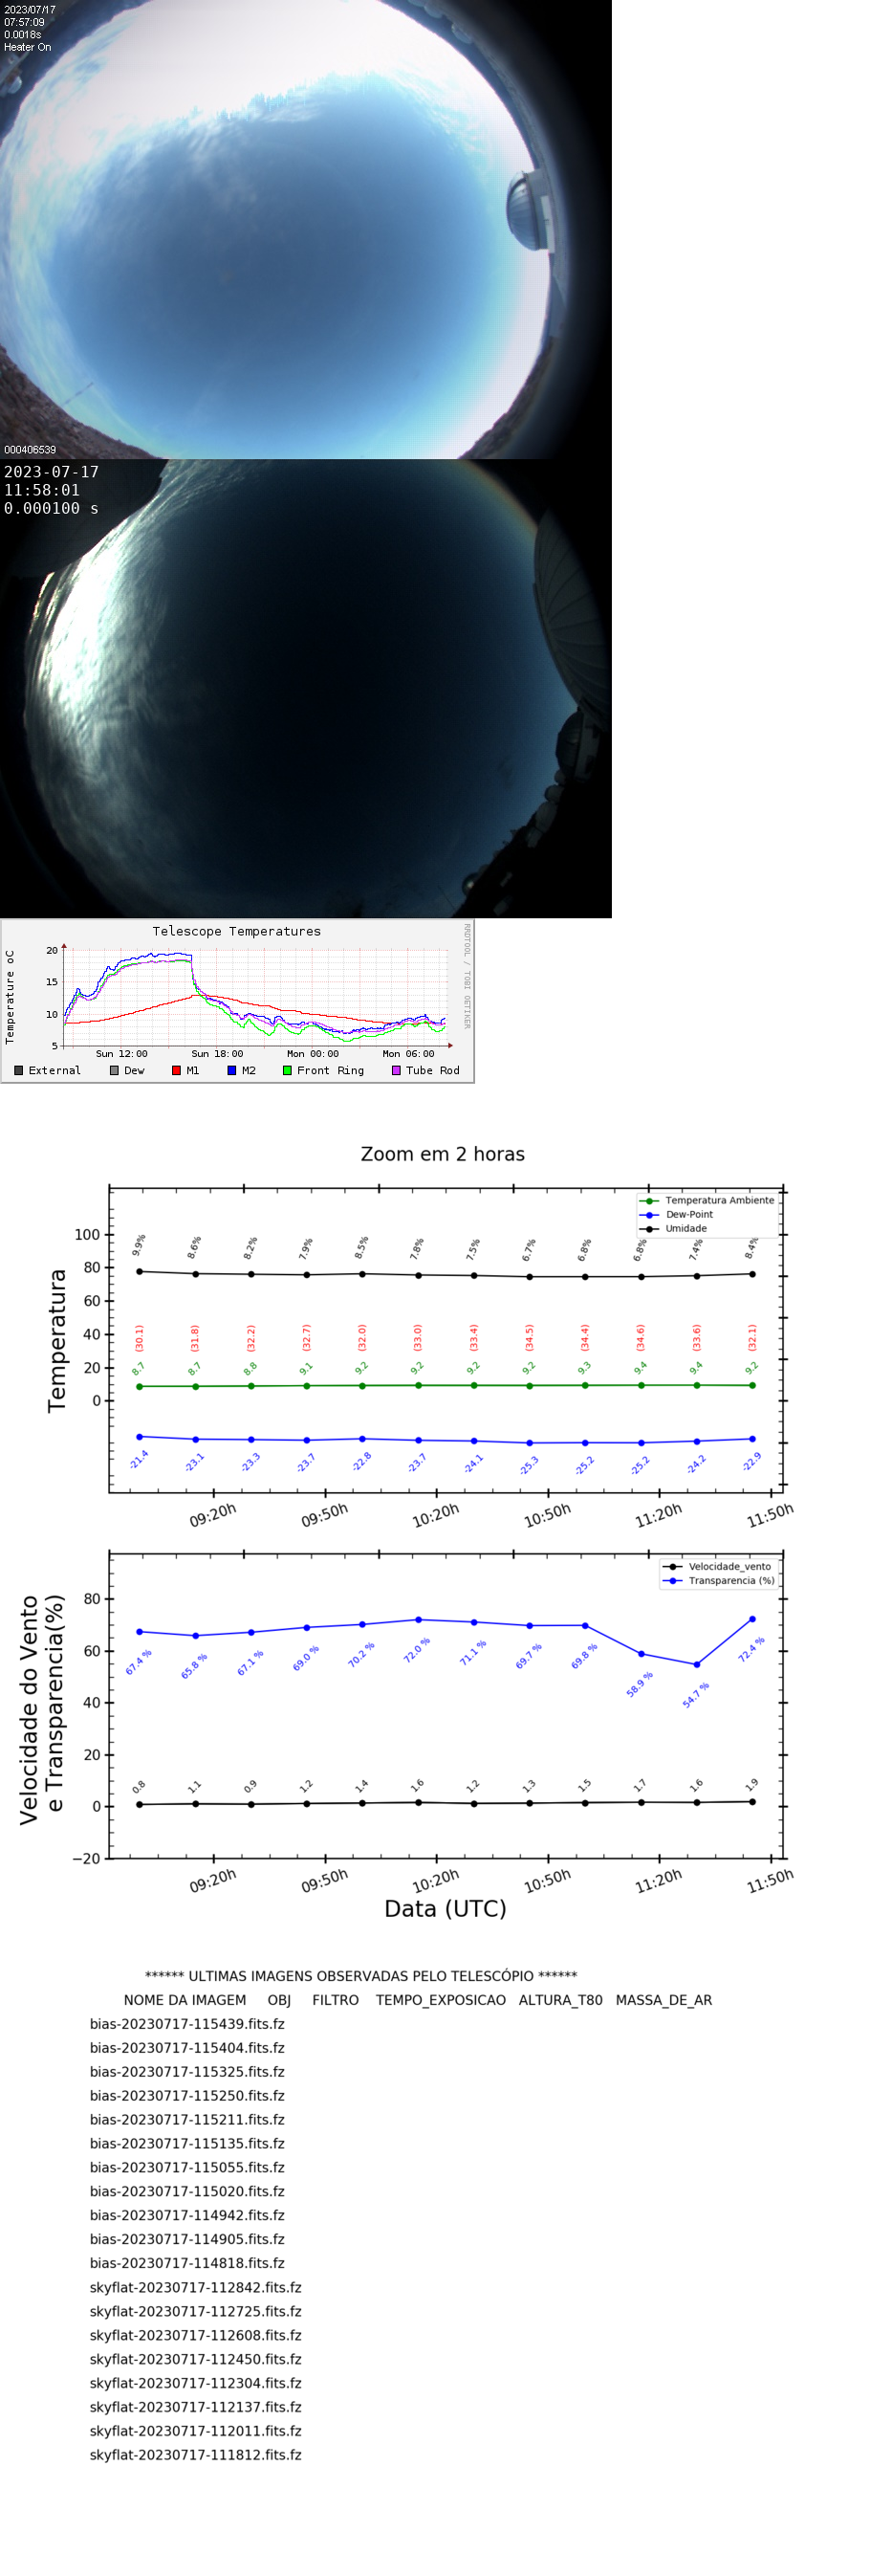 2023/07/17
07:57:09
0.0018s
Heater On
000406539
2023-07-17
11:58:01
0.000100 s
Telescope Temperatures
RRDTOOL / TOBI OETIKER
Temperature oC
20
15
10
5
Sun 12:00 Sun 18:00 Mon 00:00 Mon 06:00
External Dew M1 M2 Front Ring Tube Rod
Zoom em 2 horas
Temperatura Ambiente
Dew-Point
Umidade
Temperatura
100
80
60
40
20
0
9.9% 8.6% 8.2% 7.9% 8.5% 7.8% 7.5% 6.7% 6.8% 6.8% 7.4% 8.4%
(30.1) (31.8) (32.2) (32.7) (32.0) (33.0) (33.4) (34.5) (34.4) (34.6) (33.6) (32.1)
8.7 8.7 8.8 9.1 9.2 9.2 9.2 9.2 9.3 9.4 9.4 9.2
-21.4 -23.1 -23.3 -23.7 -22.8 -23.7 -24.1 -25.3 -25.2 -25.2 -24.2 -22.9
09:20h 09:50h 10:20h 10:50h 11:20h 11:50h
Velocidade_vento
Transparencia (%)
Velocidade do Vento
e Transparencia(%)
80
60
40
20
0
−20
67.4 % 65.8 % 67.1 % 69.0 % 70.2 % 72.0 % 71.1 % 69.7 % 69.8 % 58.9 % 54.7 % 72.4 %
0.8 1.1 0.9 1.2 1.4 1.6 1.2 1.3 1.5 1.7 1.6 1.9
09:20h 09:50h 10:20h 10:50h 11:20h 11:50h
Data (UTC)
****** ULTIMAS IMAGENS OBSERVADAS PELO TELESCÓPIO ******
NOME DA IMAGEM OBJ FILTRO TEMPO_EXPOSICAO ALTURA_T80 MASSA_DE_AR
bias-20230717-115439.fits.fz
bias-20230717-115404.fits.fz
bias-20230717-115325.fits.fz
bias-20230717-115250.fits.fz
bias-20230717-115211.fits.fz
bias-20230717-115135.fits.fz
bias-20230717-115055.fits.fz
bias-20230717-115020.fits.fz
bias-20230717-114942.fits.fz
bias-20230717-114905.fits.fz
bias-20230717-114818.fits.fz
skyflat-20230717-112842.fits.fz
skyflat-20230717-112725.fits.fz
skyflat-20230717-112608.fits.fz
skyflat-20230717-112450.fits.fz
skyflat-20230717-112304.fits.fz
skyflat-20230717-112137.fits.fz
skyflat-20230717-112011.fits.fz
skyflat-20230717-111812.fits.fz